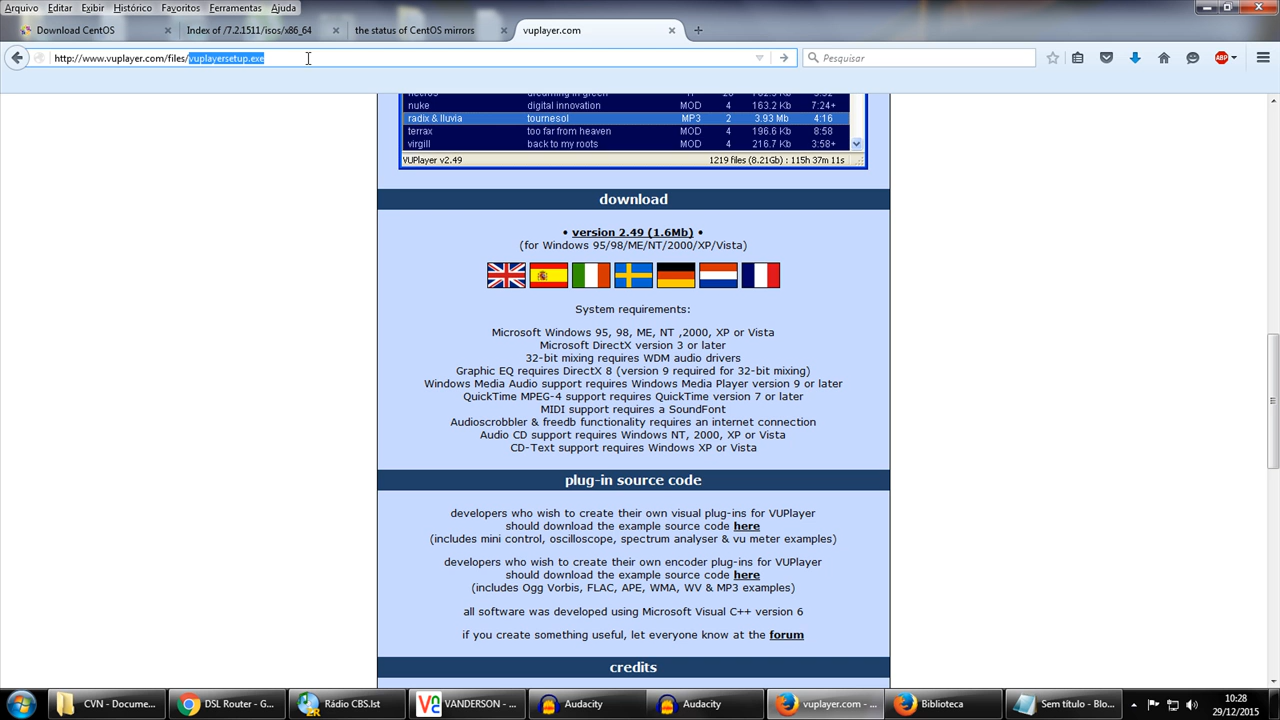 Arquivo Editar Exibir Histórico Favoritos Ferramentas Ajuda
Download CentOS
Index of /7.2.1511/isos/x86_64
the status of CentOS mirrors
vuplayer.com
http://www.vuplayer.com/files/vuplayersetup.exe
Pesquisar
ABP
nuke digital innovation MOD 4 163.2 Kb 7:24+
radix & lluvia tournesol MP3 2 3.93 Mb 4:16
terrax too far from heaven MOD 4 196.6 Kb 8:58
virgill back to my roots MOD 4 216.7 Kb 3:58+
VUPlayer v2.49 1219 files (8.21Gb) : 115h 37m 11s
download
• version 2.49 (1.6Mb) •
(for Windows 95/98/ME/NT/2000/XP/Vista)
System requirements:
Microsoft Windows 95, 98, ME, NT ,2000, XP or Vista
Microsoft DirectX version 3 or later
32-bit mixing requires WDM audio drivers
Graphic EQ requires DirectX 8 (version 9 required for 32-bit mixing)
Windows Media Audio support requires Windows Media Player version 9 or later
QuickTime MPEG-4 support requires QuickTime version 7 or later
MIDI support requires a SoundFont
Audioscrobbler & freedb functionality requires an internet connection
Audio CD support requires Windows NT, 2000, XP or Vista
CD-Text support requires Windows XP or Vista
plug-in source code
developers who wish to create their own visual plug-ins for VUPlayer
should download the example source code here
(includes mini control, oscilloscope, spectrum analyser & vu meter examples)
developers who wish to create their own encoder plug-ins for VUPlayer
should download the example source code here
(includes Ogg Vorbis, FLAC, APE, WMA, WV & MP3 examples)
all software was developed using Microsoft Visual C++ version 6
if you create something useful, let everyone know at the forum
credits
CVN - Docume...
DSL Router - G...
Rádio CBS.lst
VANDERSON - ...
Audacity
Audacity
vuplayer.com - ...
Biblioteca
Sem título - Blo...
10:28
29/12/2015